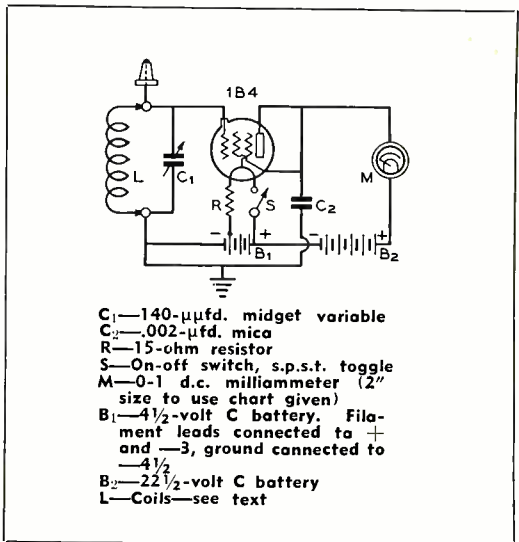 1B4
L
C₁
R
S
C₂
M
−
+
B₁
−
+
B₂
C₁—140-μμfd. midget variable
C₂—.002-μfd. mica
R—15-ohm resistor
S—On-off switch, s.p.s.t. toggle
M—0-1 d.c. milliammeter (2"
size to use chart given)
B₁—4½-volt C battery. Fila-
ment leads connected ta +
and —3, ground cannected to
—4½
B₂—22½-volt C battery
L—Coils—see text